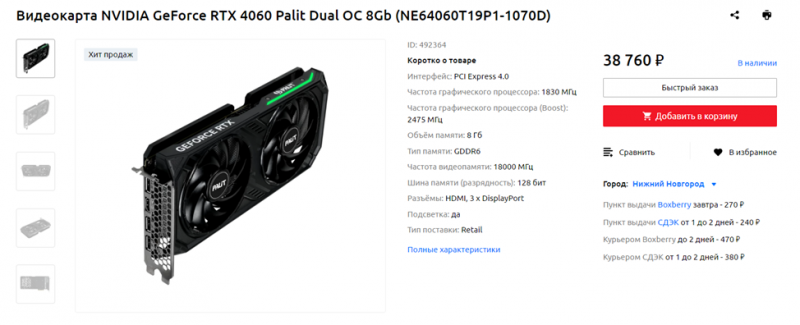 Видеокарта NVIDIA GeForce RTX 4060 Palit Dual OC 8Gb (NE64060T19P1-1070D)
Хит продаж
GEFORCE RTX
PALIT
PALIT
PALIT
ID: 492364
Коротко о товаре
Интерфейс: PCI Express 4.0
Частота графического процессора: 1830 МГц
Частота графического процессора (Boost):
2475 МГц
Объём памяти: 8 Гб
Тип памяти: GDDR6
Частота видеопамяти: 18000 МГц
Шина памяти (разрядность): 128 бит
Разъёмы: HDMI, 3 x DisplayPort
Подсветка: да
Тип поставки: Retail
Полные характеристики
38 760 ₽
В наличии
Быстрый заказ
Добавить в корзину
Сравнить
В избранное
Город: Нижний Новгород
Пункт выдачи Boxberry завтра - 270 ₽
Пункт выдачи СДЭК от 1 до 2 дней - 240 ₽
Курьером Boxberry до 2 дней - 470 ₽
Курьером СДЭК от 1 до 2 дней - 380 ₽